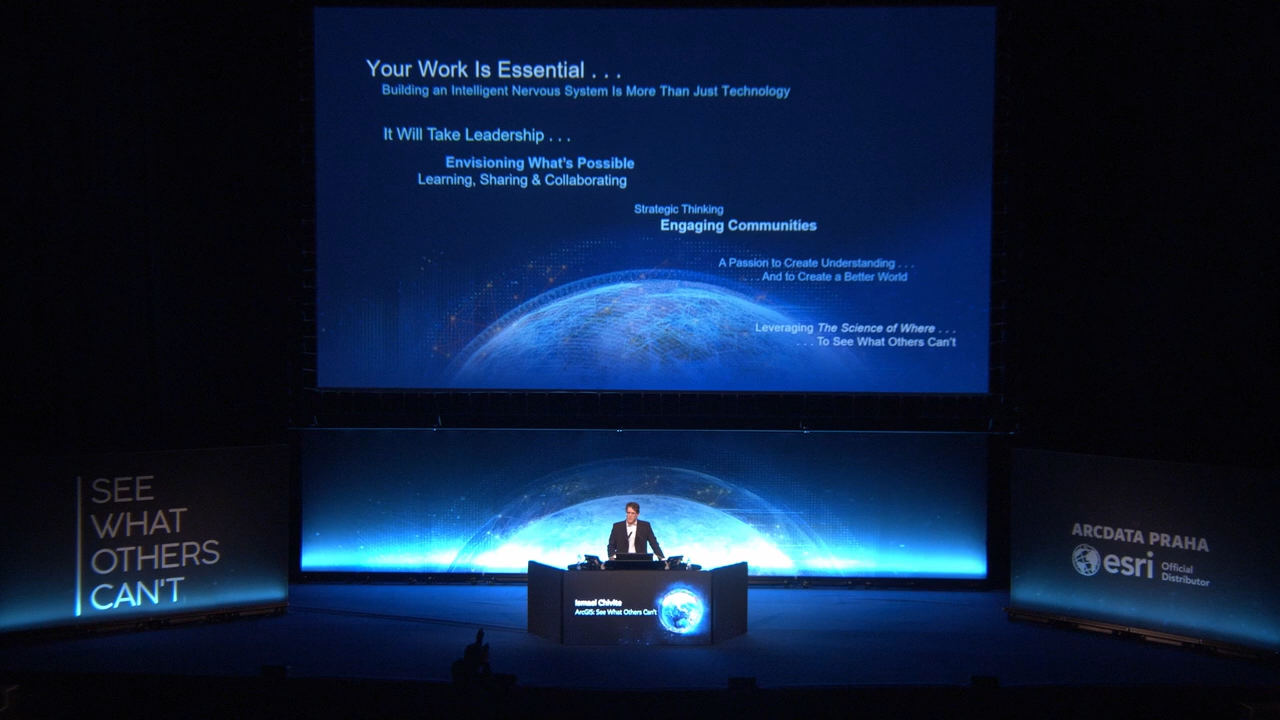 Your Work Is Essential . . .
Building an Intelligent Nervous System Is More Than Just Technology
It Will Take Leadership . . .
Envisioning What's Possible
Learning, Sharing & Collaborating
Strategic Thinking
Engaging Communities
A Passion to Create Understanding . . .
. . . And to Create a Better World
Leveraging The Science of Where . . .
. . . To See What Others Can't
SEE
WHAT
OTHERS
CAN'T
Ismael Chivite
ArcGIS: See What Others Can't
ARCDATA PRAHA
esri Official
Distributor